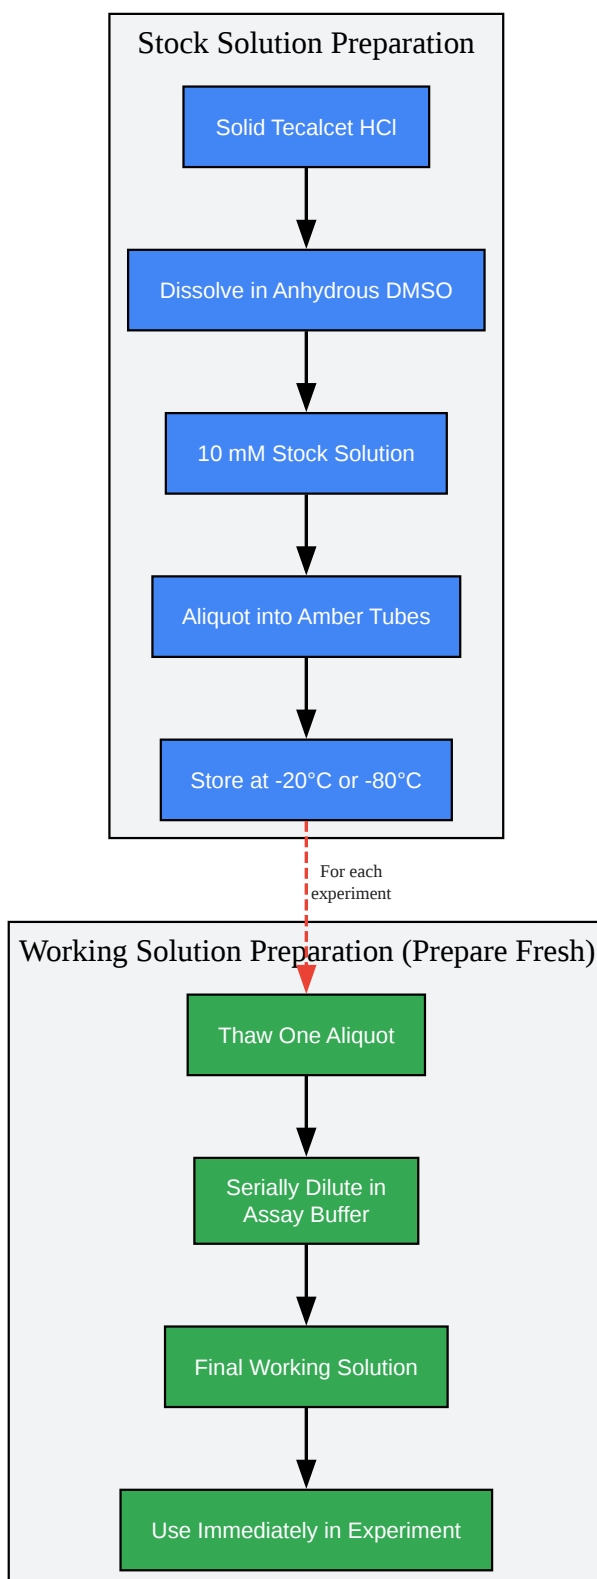 Stock Solution Preparation
Solid Tecalcet HCl
Dissolve in Anhydrous DMSO
10 mM Stock Solution
Aliquot into Amber Tubes
Store at -20°C or -80°C
For each
experiment
Working Solution Preparation (Prepare Fresh)
Thaw One Aliquot
Serially Dilute in
Assay Buffer
Final Working Solution
Use Immediately in Experiment